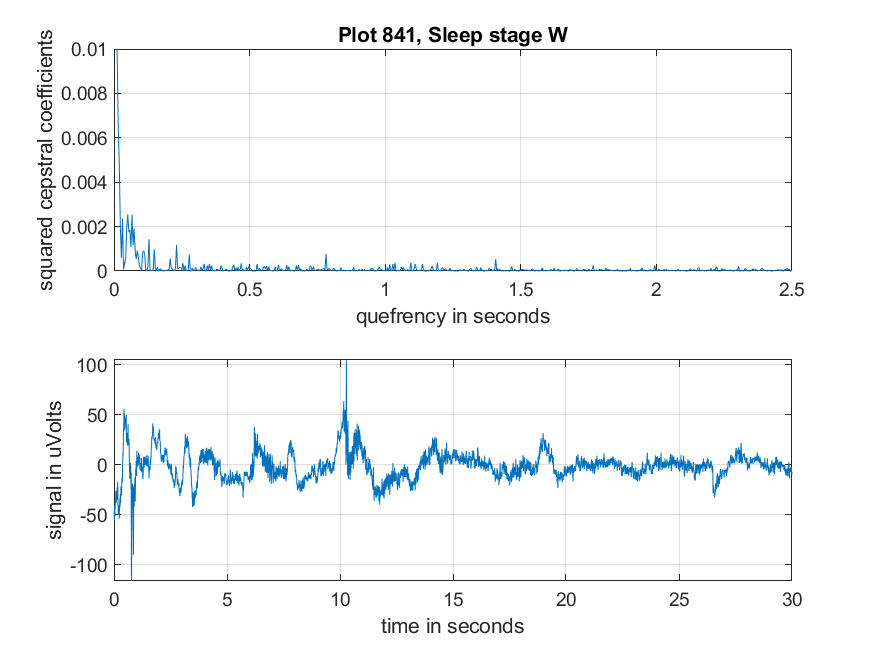 Plot 841, Sleep stage W
squared cepstral coefficients
0.01
0.008
0.006
0.004
0.002
0
0 0.5 1 1.5 2 2.5
quefrency in seconds
signal in uVolts
100
50
0
-50
-100
0 5 10 15 20 25 30
time in seconds